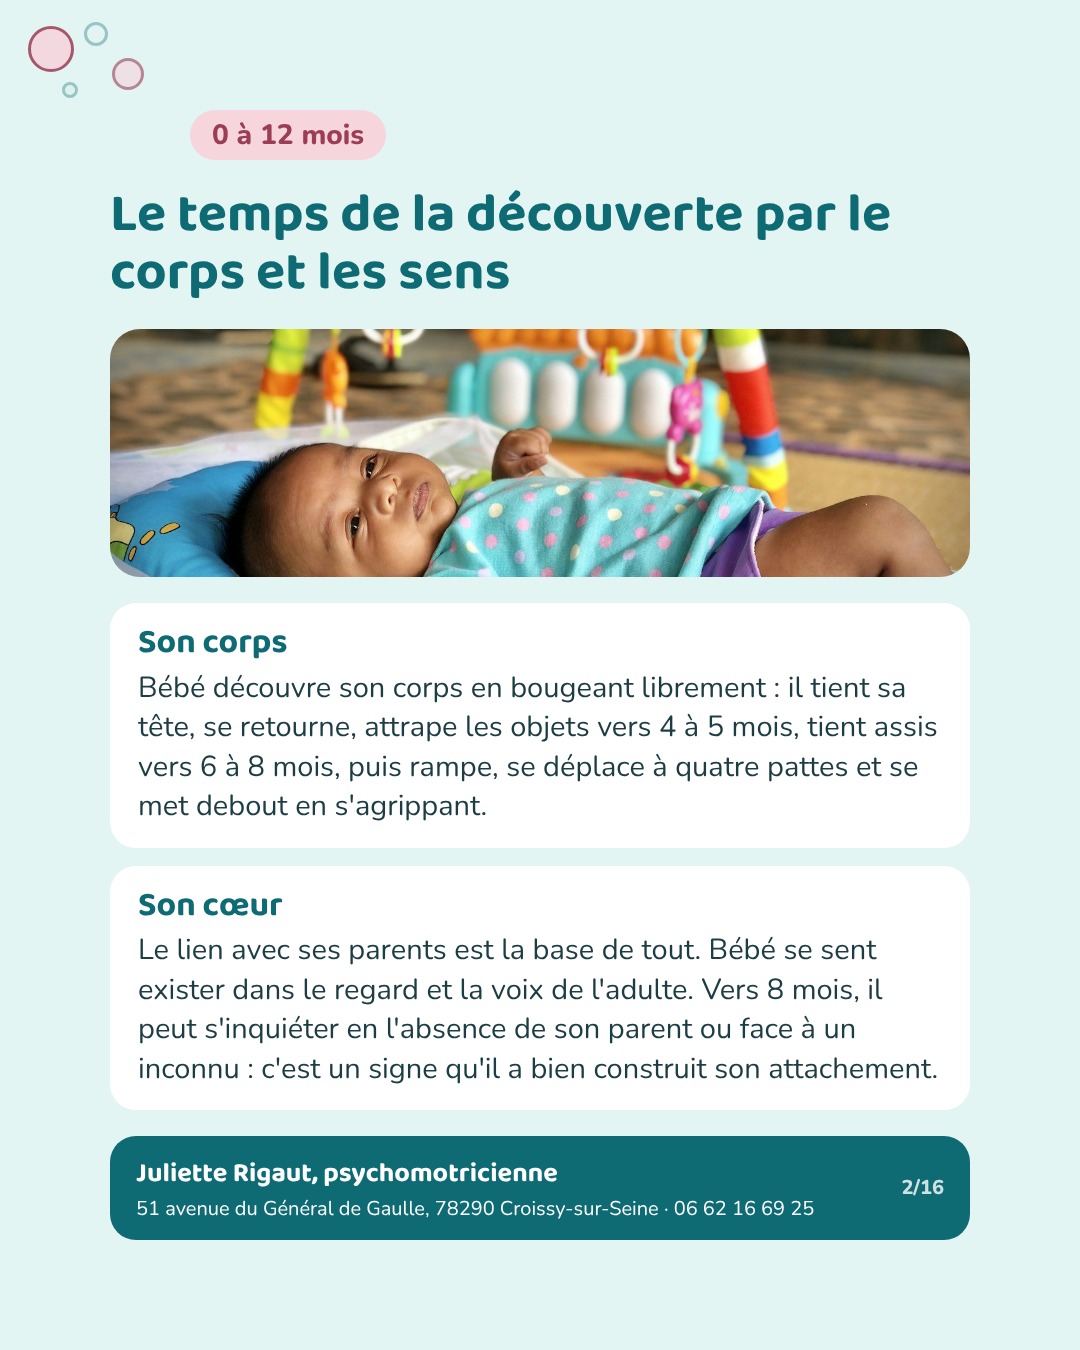 0 à 12 mois
Le temps de la découverte par le
corps et les sens
Son corps
Bébé découvre son corps en bougeant librement : il tient sa
tête, se retourne, attrape les objets vers 4 à 5 mois, tient assis
vers 6 à 8 mois, puis rampe, se déplace à quatre pattes et se
met debout en s'agrippant.
Son cœur
Le lien avec ses parents est la base de tout. Bébé se sent
exister dans le regard et la voix de l'adulte. Vers 8 mois, il
peut s'inquiéter en l'absence de son parent ou face à un
inconnu : c'est un signe qu'il a bien construit son attachement.
Juliette Rigaut, psychomotricienne
51 avenue du Général de Gaulle, 78290 Croissy-sur-Seine · 06 62 16 69 25
2/16